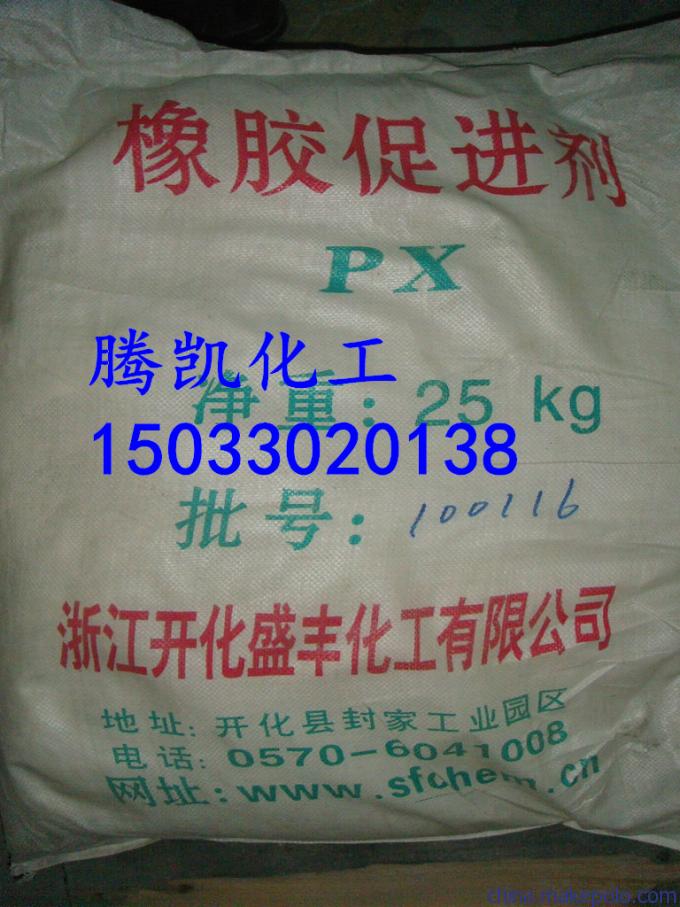 橡胶促进剂
PX
腾凯化工
净重：25 kg
15033020138
批号：100116
浙江开化盛丰化工有限公司
地址：开化县封家工业园区
电话：0570-6041008
网址：www.sfchem.cn
china.makepolo.com